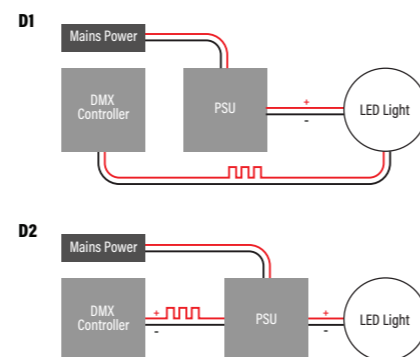 D1
Mains Power
DMX
Controller
PSU
+
-
LED Light
D2
Mains Power
DMX
Controller
+
-
PSU
+
-
LED Light